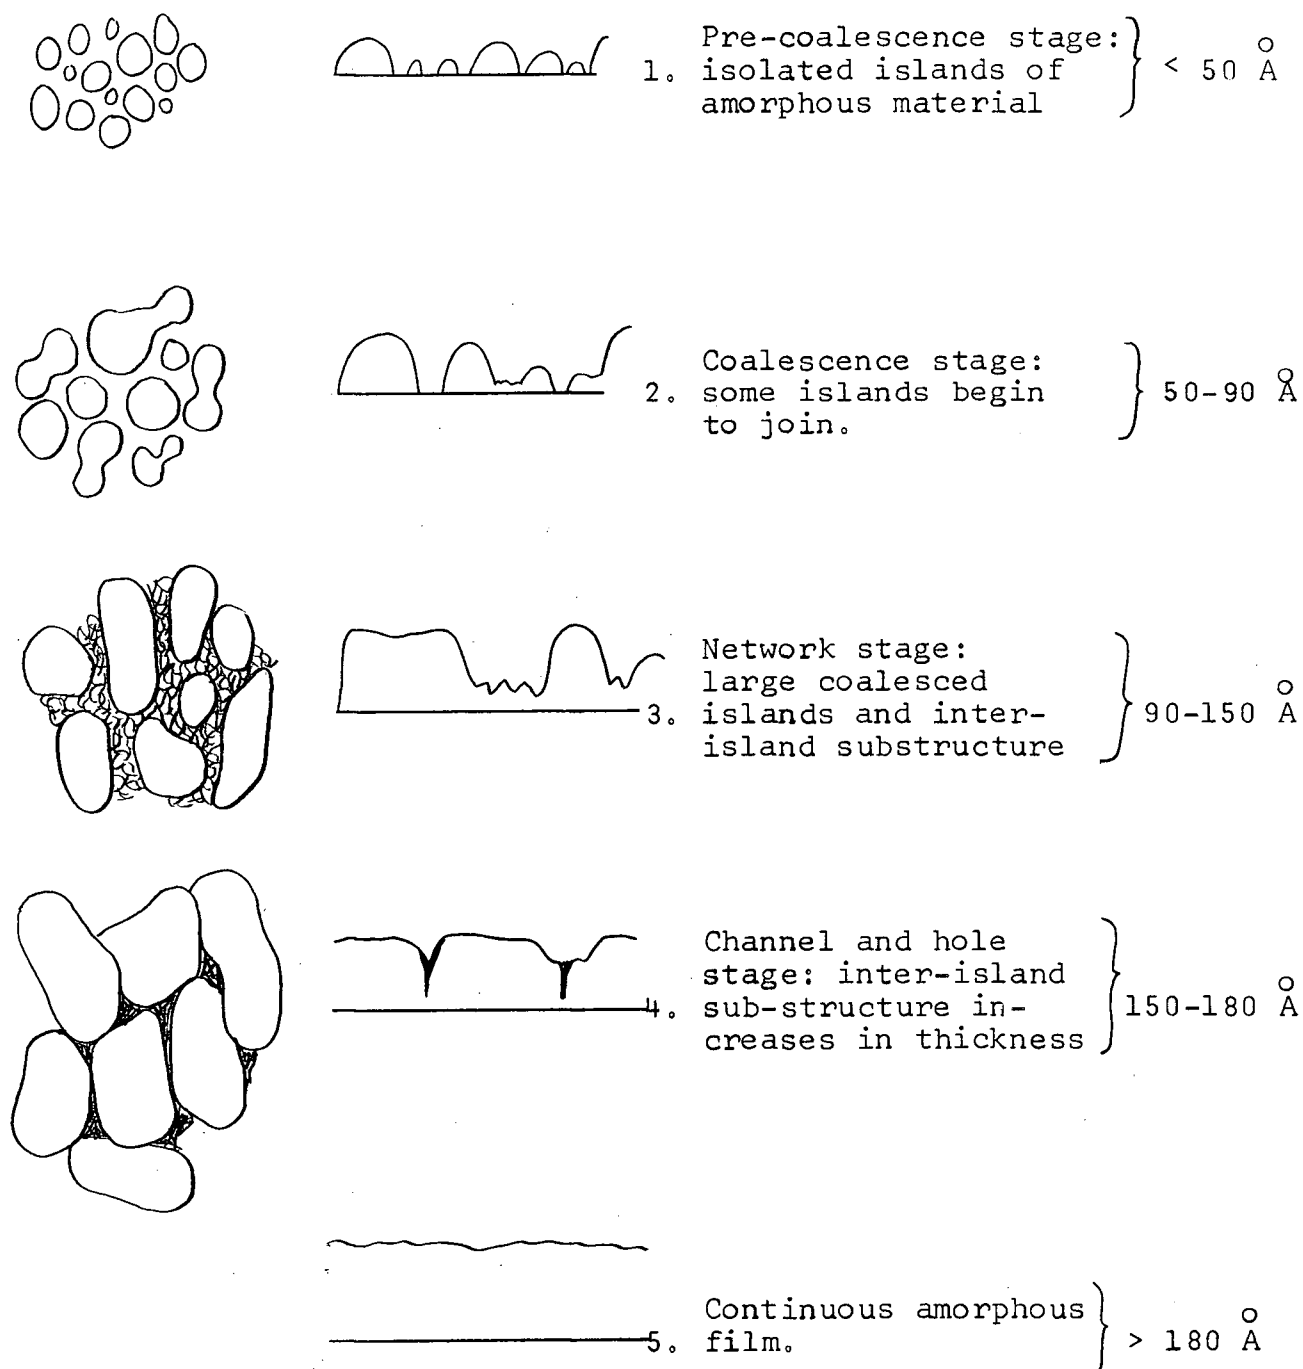 Pre-coalescence stage:
1. isolated islands of < 50 Å
amorphous material
Coalescence stage:
2. some islands begin 50-90 Å
to join.
Network stage:
large coalesced
3. islands and inter- 90-150 Å
island substructure
Channel and hole
stage: inter-island
4. sub-structure in- 150-180 Å
creases in thickness
Continuous amorphous
5. film. > 180 Å